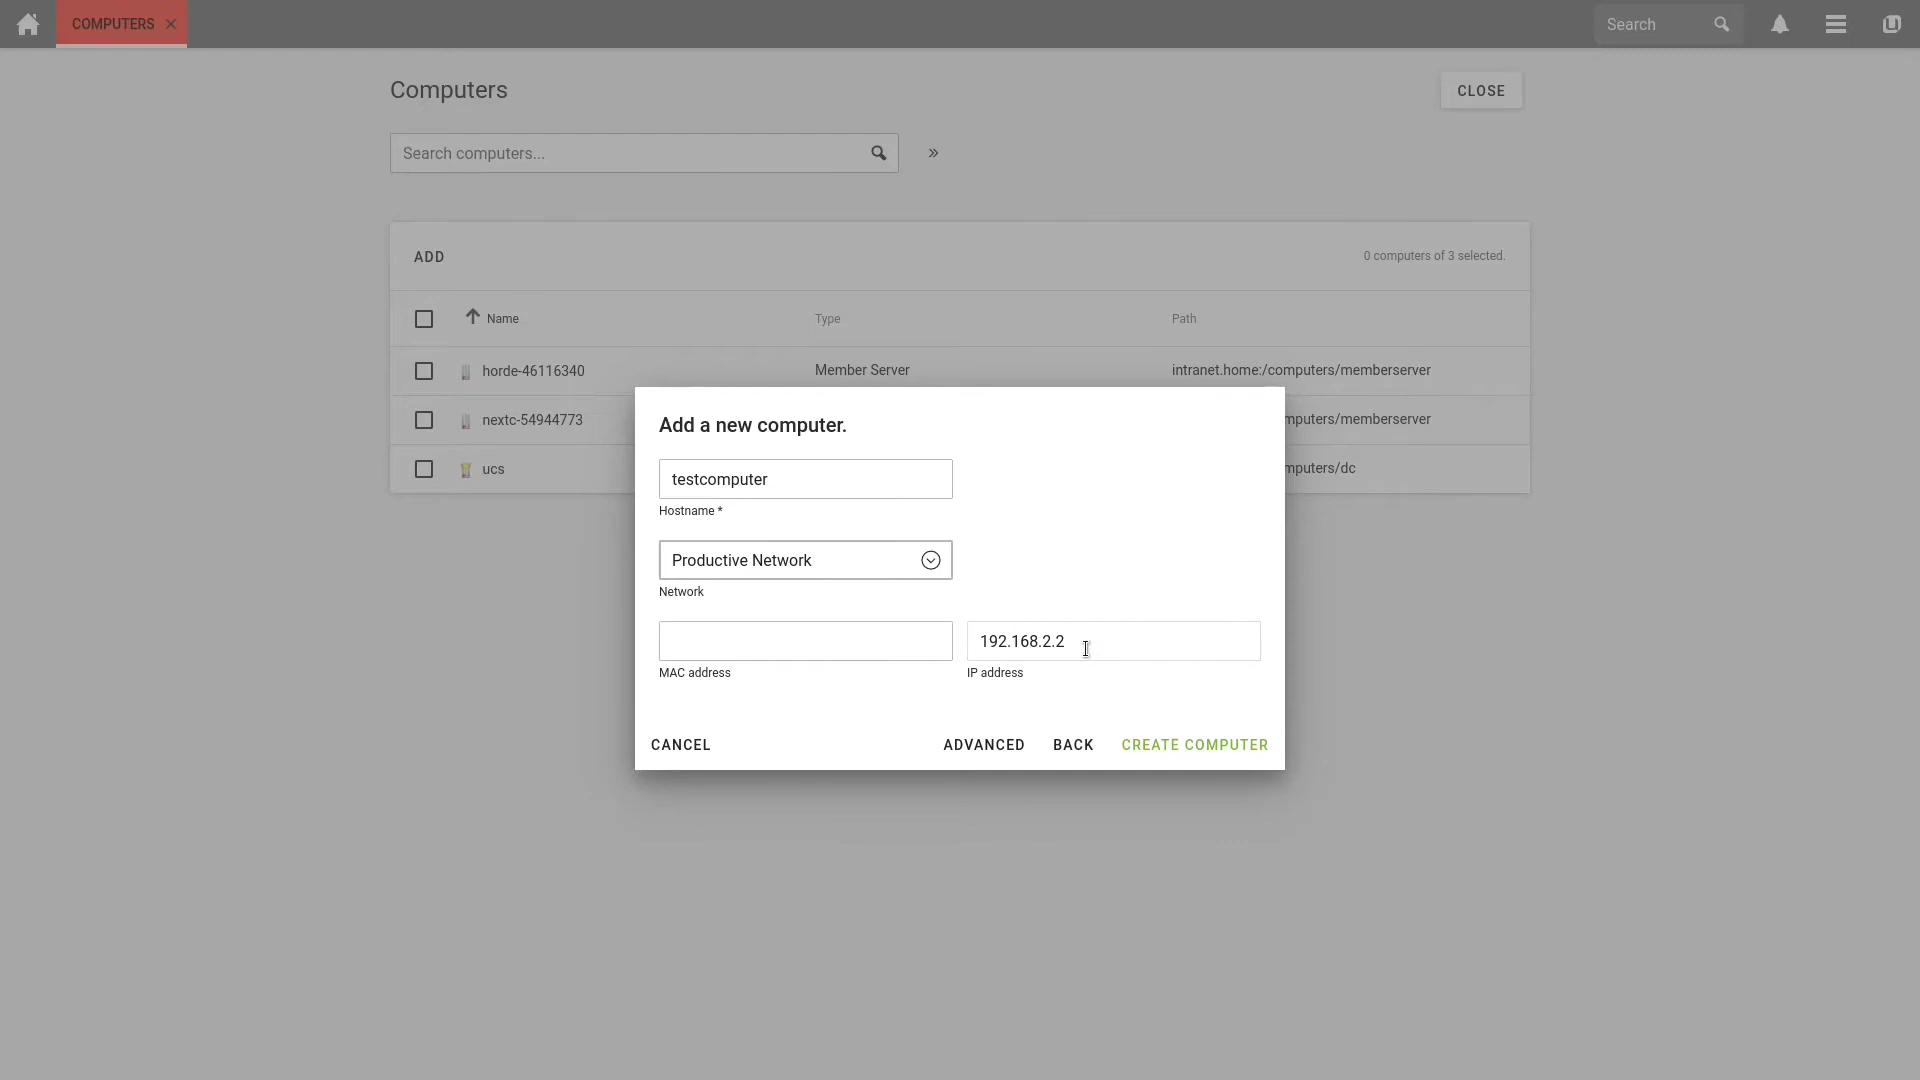 COMPUTERS
Search
Computers
CLOSE
Search computers...
ADD
0 computers of 3 selected.
Name Type Path
horde-46116340 Member Server intranet.home:/computers/memberserver
nextc-54944773 mputers/memberserver
ucs mputers/dc
Add a new computer.
testcomputer
Hostname *
Productive Network
Network
192.168.2.2
MAC address IP address
CANCEL ADVANCED BACK CREATE COMPUTER